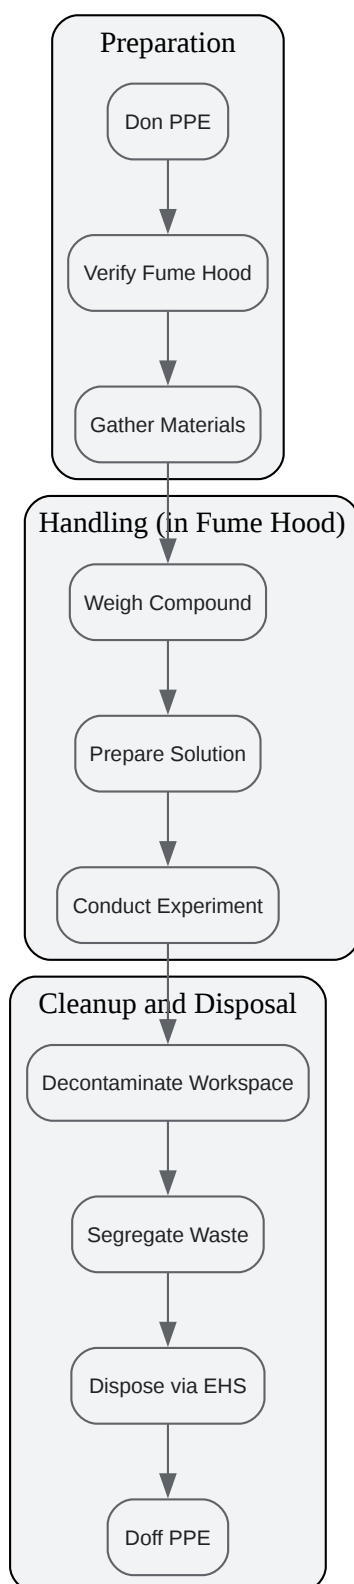 Preparation
Don PPE
Verify Fume Hood
Gather Materials
Handling (in Fume Hood)
Weigh Compound
Prepare Solution
Conduct Experiment
Cleanup and Disposal
Decontaminate Workspace
Segregate Waste
Dispose via EHS
Doff PPE